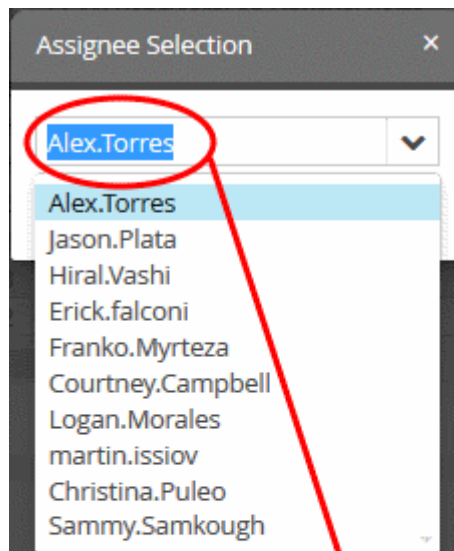 Assignee Selection ×
Alex.Torres
Alex.Torres
Jason.Plata
Hiral.Vashi
Erick.falconi
Franko.Myrteza
Courtney.Campbell
Logan.Morales
martin.issiov
Christina.Puleo
Sammy.Samkough